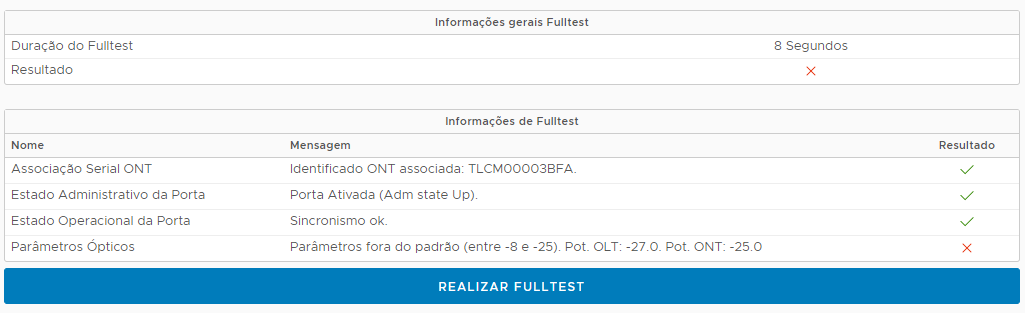 Informações gerais Fulltest
Duração do Fulltest 8 Segundos
Resultado
Informações de Fulltest
Nome Mensagem Resultado
Associação Serial ONT Identificado ONT associada: TLCM00003BFA.
Estado Administrativo da Porta Porta Ativada (Adm state Up).
Estado Operacional da Porta Sincronismo ok.
Parâmetros Ópticos Parâmetros fora do padrão (entre -8 e -25). Pot. OLT: -27.0. Pot. ONT: -25.0
REALIZAR FULLTEST